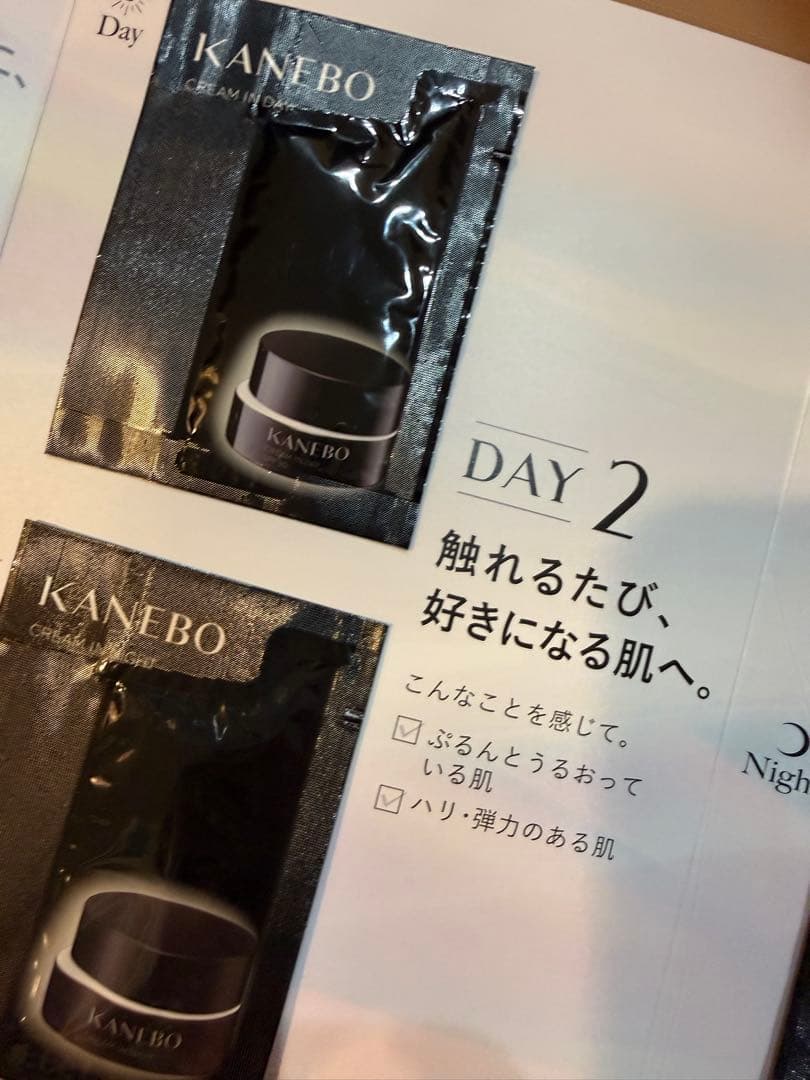 Day
KANEBO
CREAM IN DAY
KANEBO
DAY 2
触れるたび、
好きになる肌へ。
こんなことを感じて。
ぷるんとうるおって
いる肌
ハリ・弾力のある肌
KANEBO
CREAM IN NIGHT
KANEBO
Nigh